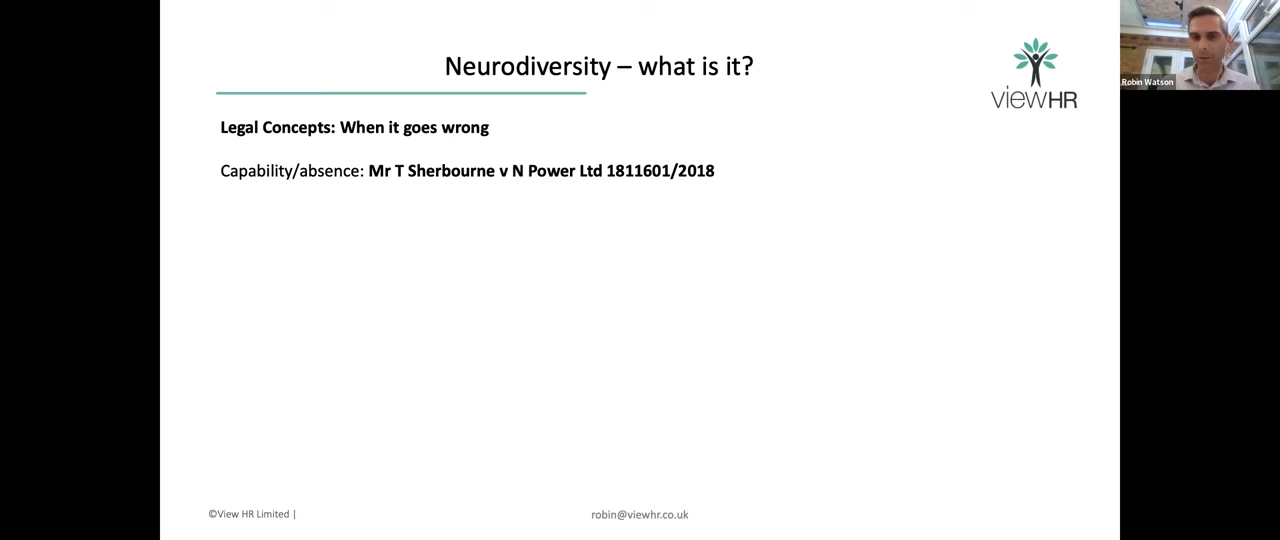 Neurodiversity – what is it?
viewHR
Robin Watson
Legal Concepts: When it goes wrong
Capability/absence: Mr T Sherbourne v N Power Ltd 1811601/2018
©View HR Limited |
robin@viewhr.co.uk